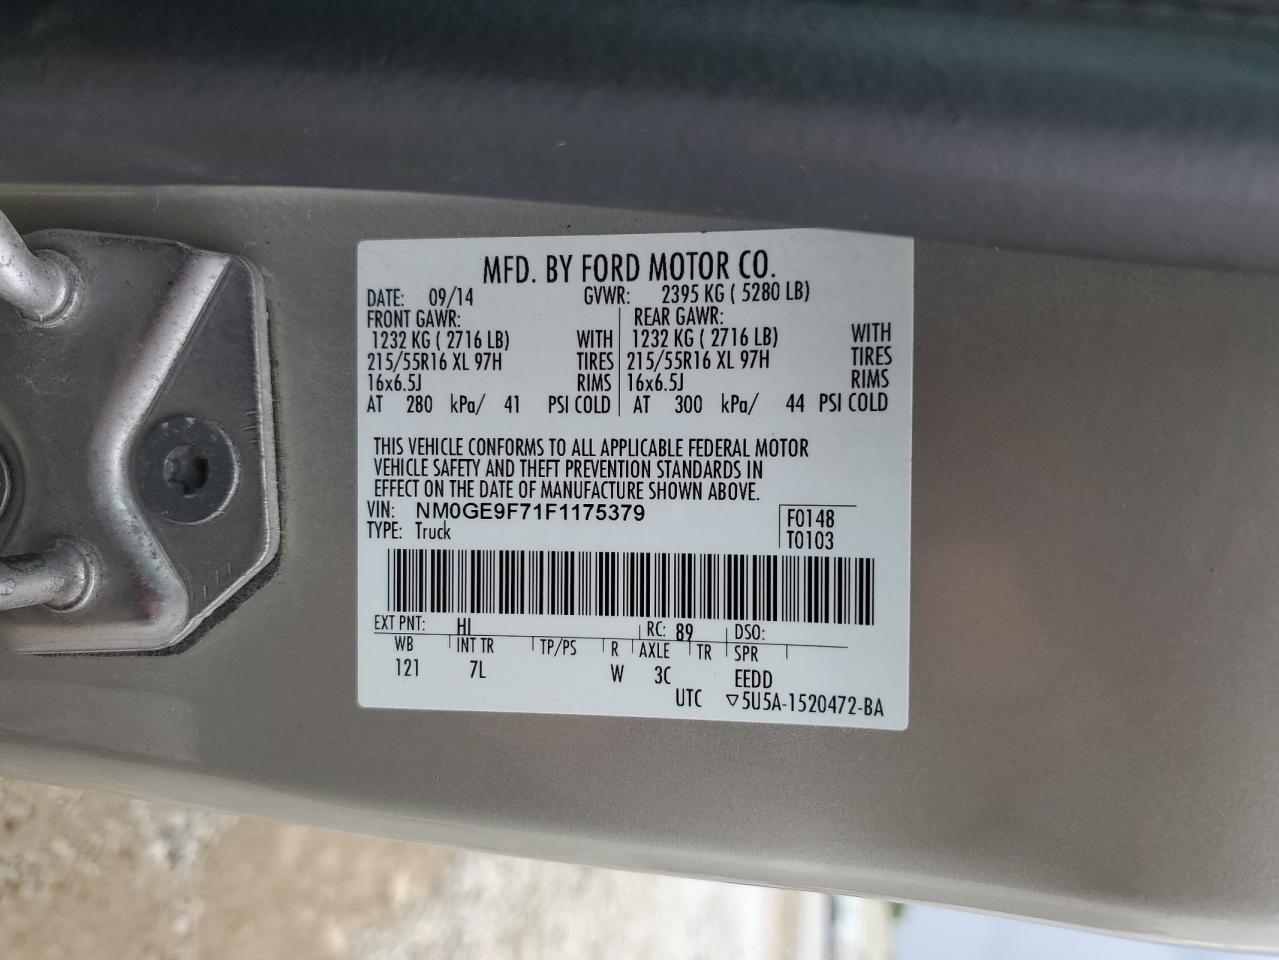 MFD. BY FORD MOTOR CO.
DATE: 09/14 GVWR: 2395 KG ( 5280 LB)
FRONT GAWR: REAR GAWR:
1232 KG ( 2716 LB) WITH 1232 KG ( 2716 LB) WITH
215/55R16 XL 97H TIRES 215/55R16 XL 97H TIRES
16x6.5J RIMS 16x6.5J RIMS
AT 280 kPa/ 41 PSI COLD AT 300 kPa/ 44 PSI COLD
THIS VEHICLE CONFORMS TO ALL APPLICABLE FEDERAL MOTOR
VEHICLE SAFETY AND THEFT PREVENTION STANDARDS IN
EFFECT ON THE DATE OF MANUFACTURE SHOWN ABOVE.
VIN: NM0GE9F71F1175379 F0148
TYPE: Truck T0103
EXT PNT: HI RC: 89 DSO:
WB INT TR TP/PS R AXLE TR SPR
121 7L W 3C EEDD
UTC ▽5U5A-1520472-BA